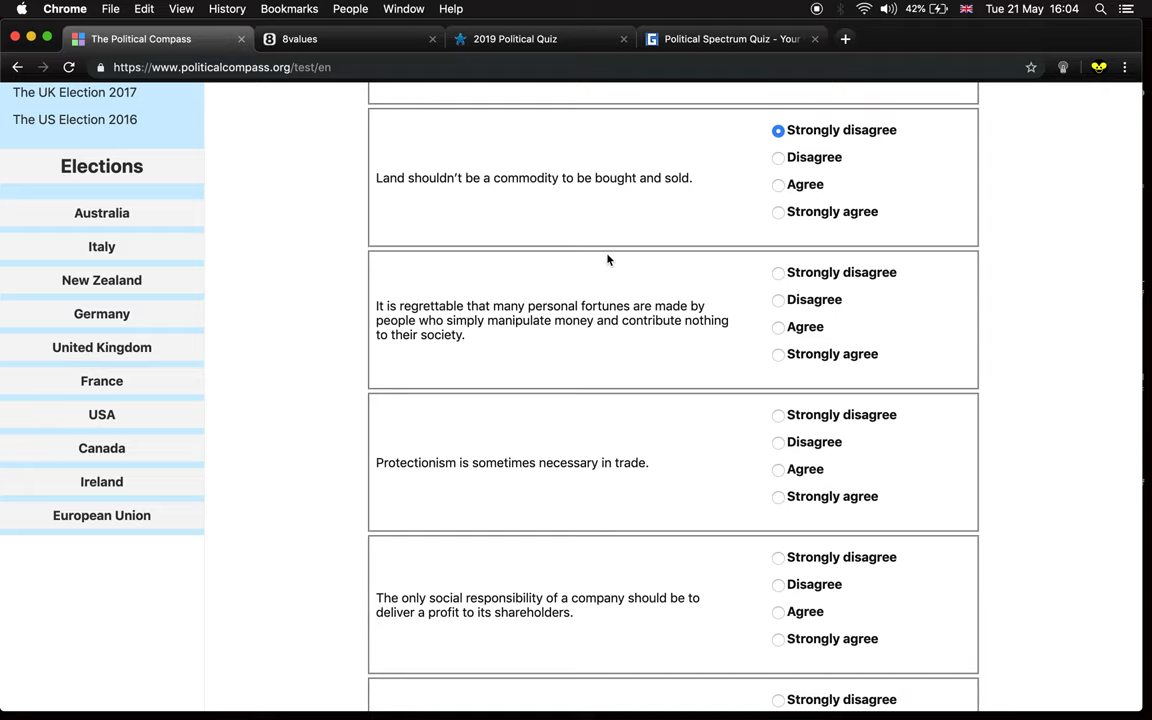 Chrome File Edit View History Bookmarks People Window Help 42% Tue 21 May 16:04
The Political Compass 8values 2019 Political Quiz Political Spectrum Quiz - Your
https://www.politicalcompass.org/test/en
The UK Election 2017
The US Election 2016
Elections
Australia
Italy
New Zealand
Germany
United Kingdom
France
USA
Canada
Ireland
European Union
Land shouldn’t be a commodity to be bought and sold.
Strongly disagree
Disagree
Agree
Strongly agree
It is regrettable that many personal fortunes are made by
people who simply manipulate money and contribute nothing
to their society.
Strongly disagree
Disagree
Agree
Strongly agree
Protectionism is sometimes necessary in trade.
Strongly disagree
Disagree
Agree
Strongly agree
The only social responsibility of a company should be to
deliver a profit to its shareholders.
Strongly disagree
Disagree
Agree
Strongly agree
Strongly disagree